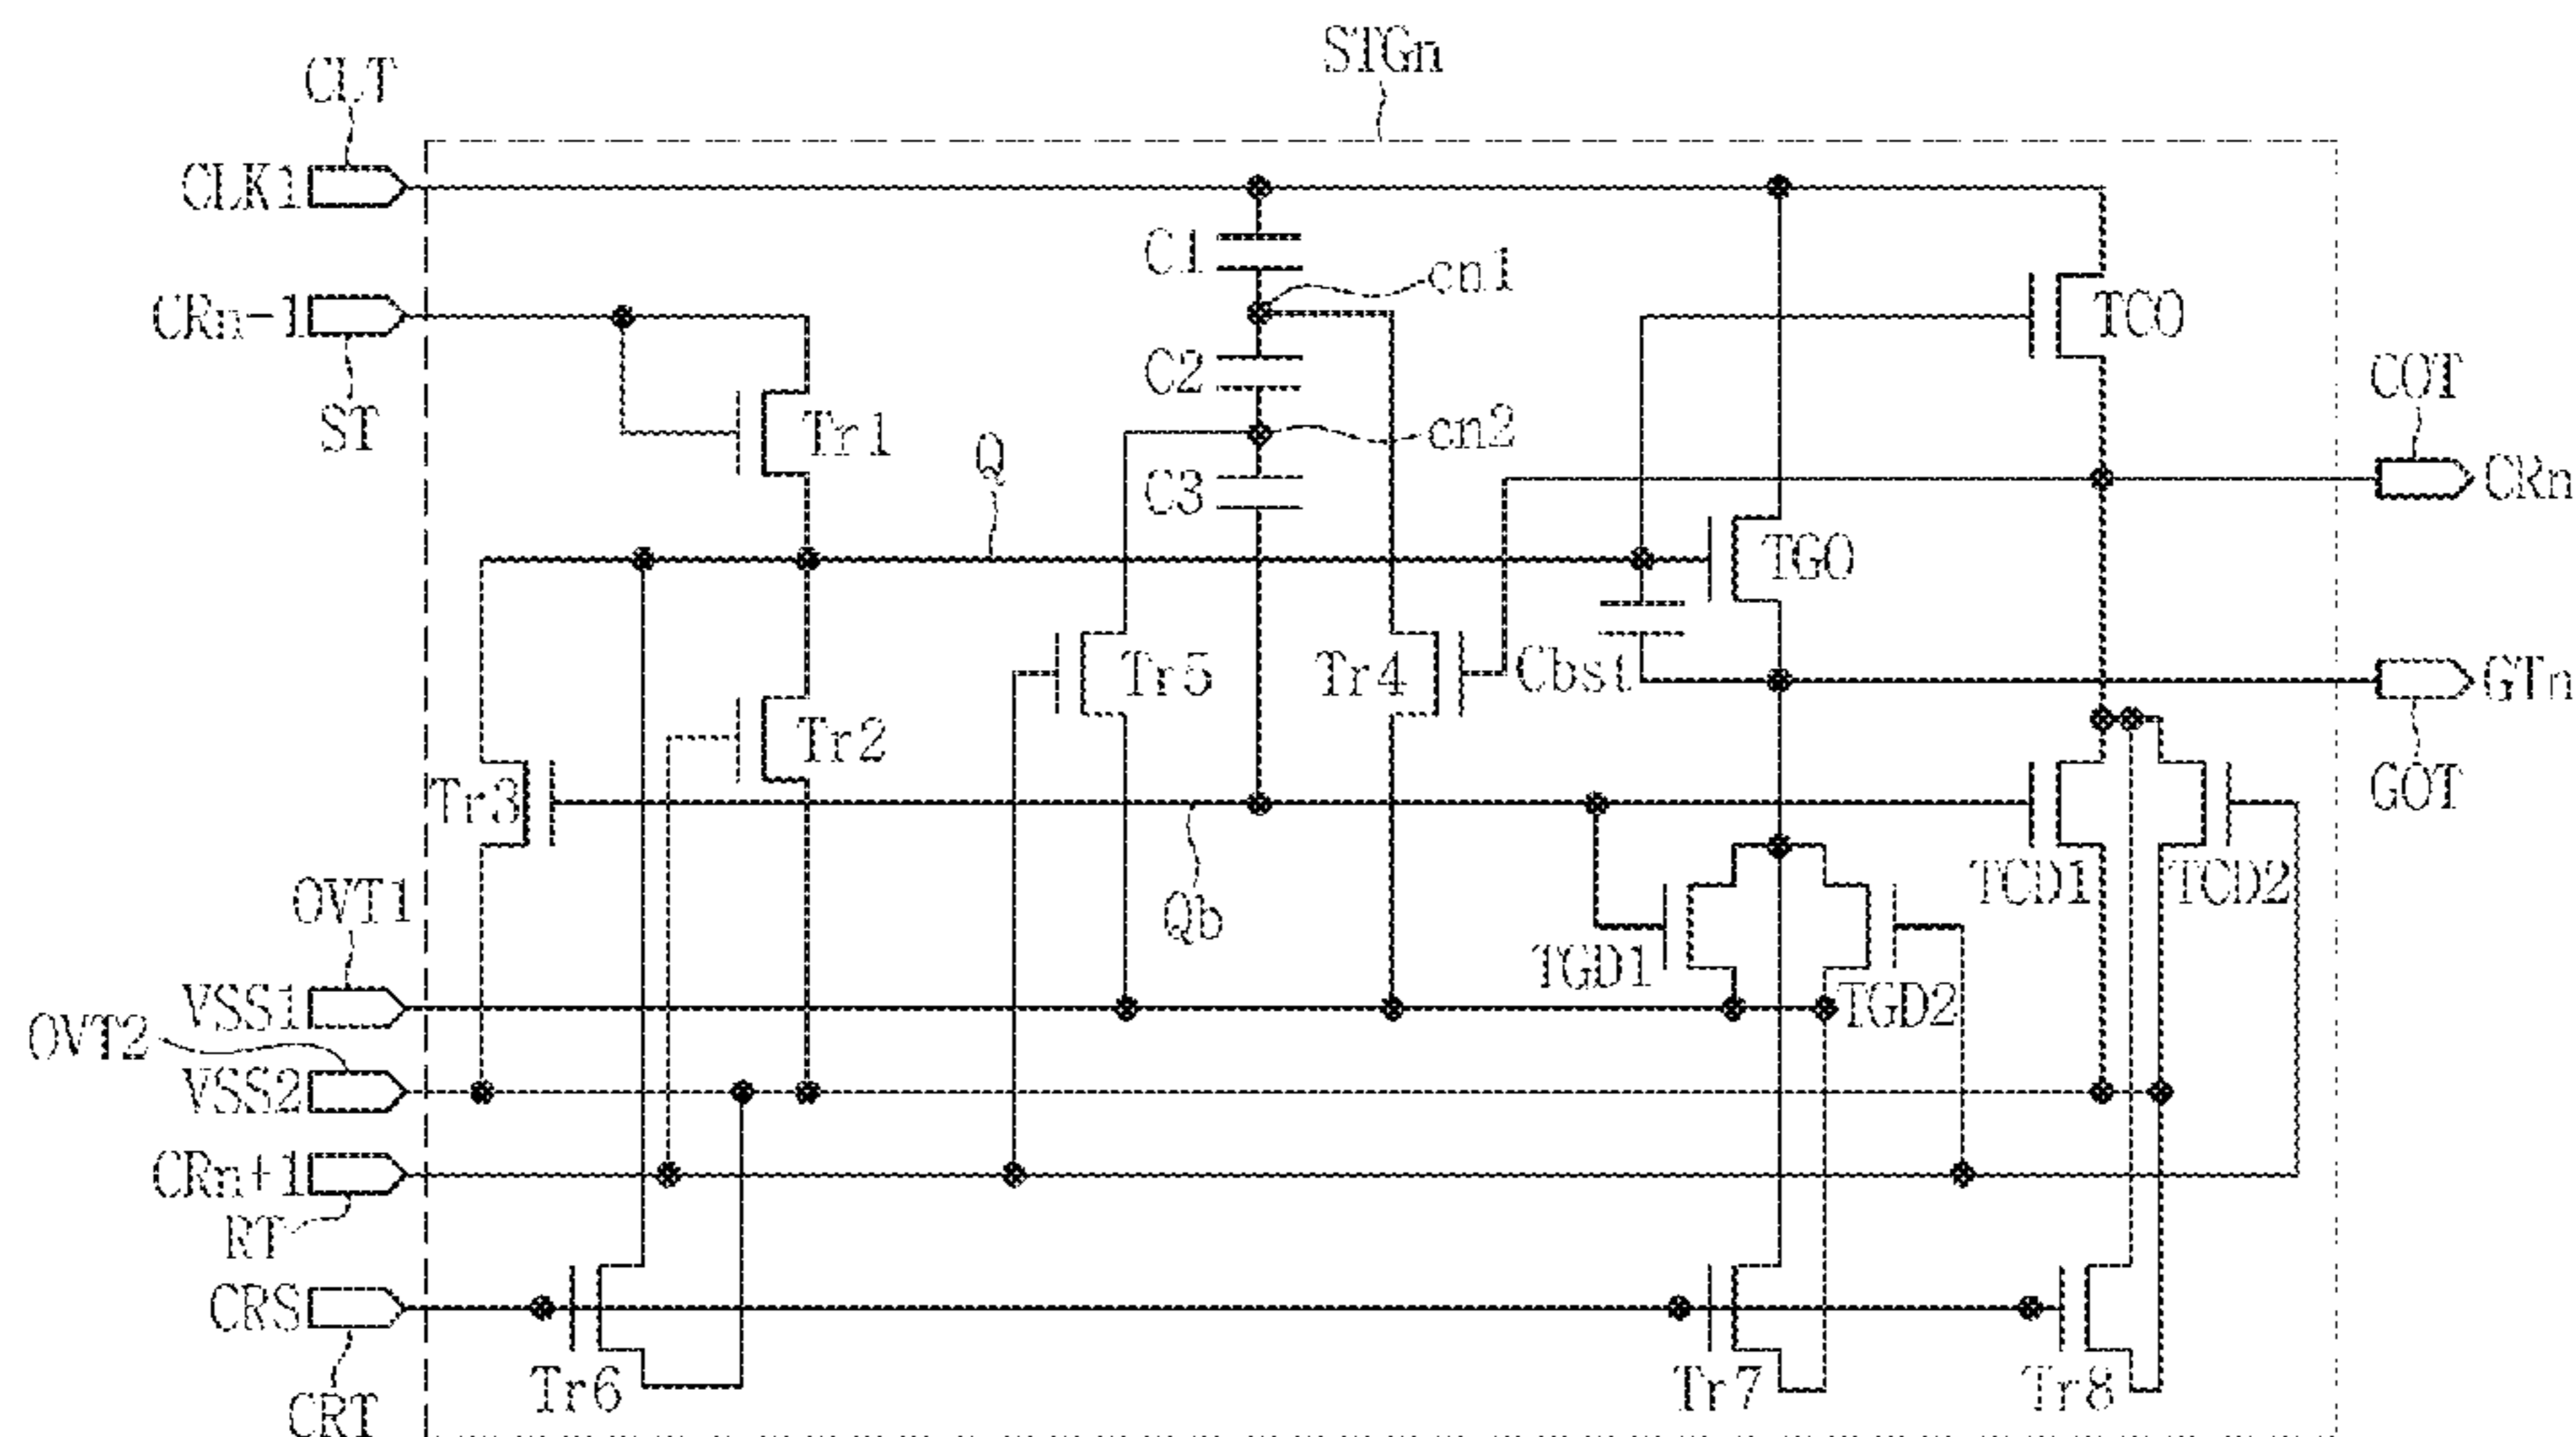 STGn
CLT
CLK1
C1
cn1
CRn-1
TCO
ST
Tr1
C2
COT
Q
cn2
C3
CRn
TGO
Tr5
Tr4
Cbst
GTn
Tr2
Tr3
GOT
TCD1
TCD2
OVT1
Qb
TGD1
VSS1
TGD2
OVT2
VSS2
CRn+1
RT
CRS
Tr6
Tr7
Tr8
CRT